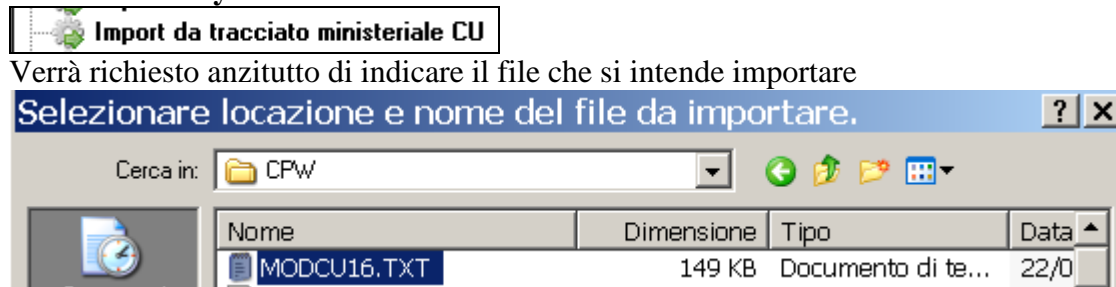 Import da tracciato ministeriale CU
Verrà richiesto anzitutto di indicare il file che si intende importare
Selezionare locazione e nome del file da importare.
Cerca in: CPW
Nome Dimensione Tipo Data
MODCU16.TXT 149 KB Documento di te... 22/0